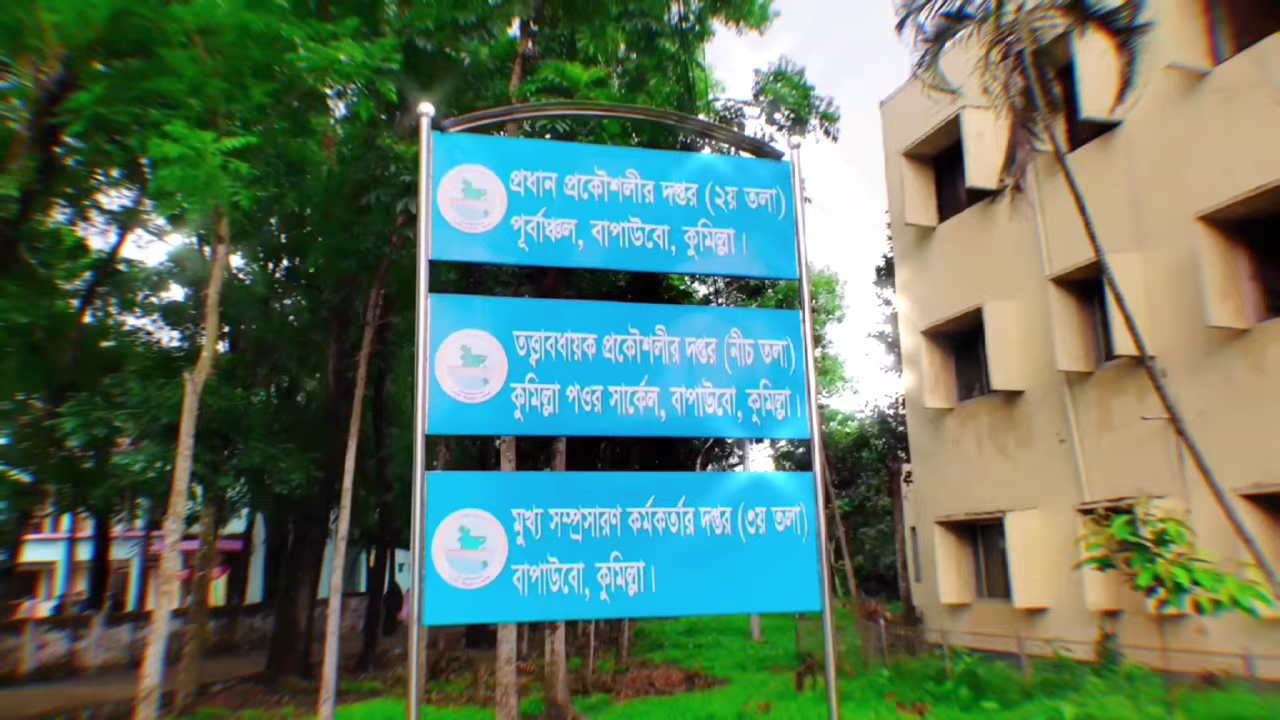 প্রধান প্রকৌশলীর দপ্তর (২য় তলা)
পূর্বাঞ্চল, বাপাউবো, কুমিল্লা।
তত্ত্বাবধায়ক প্রকৌশলীর দপ্তর (নীচ তলা)
কুমিল্লা পওর সার্কেল, বাপাউবো, কুমিল্লা।
মুখ্য সম্প্রসারণ কর্মকর্তার দপ্তর (৩য় তলা)
বাপাউবো, কুমিল্লা।